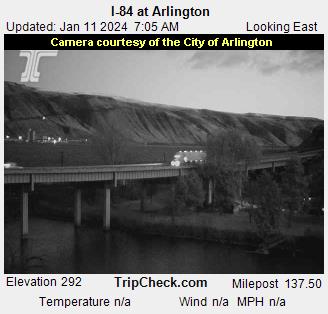 I-84 at Arlington
Updated: Jan 11 2024 7:05 AM Looking East
Camera courtesy of the City of Arlington
Elevation 292 TripCheck.com Milepost 137.50
Temperature n/a Wind n/a MPH n/a